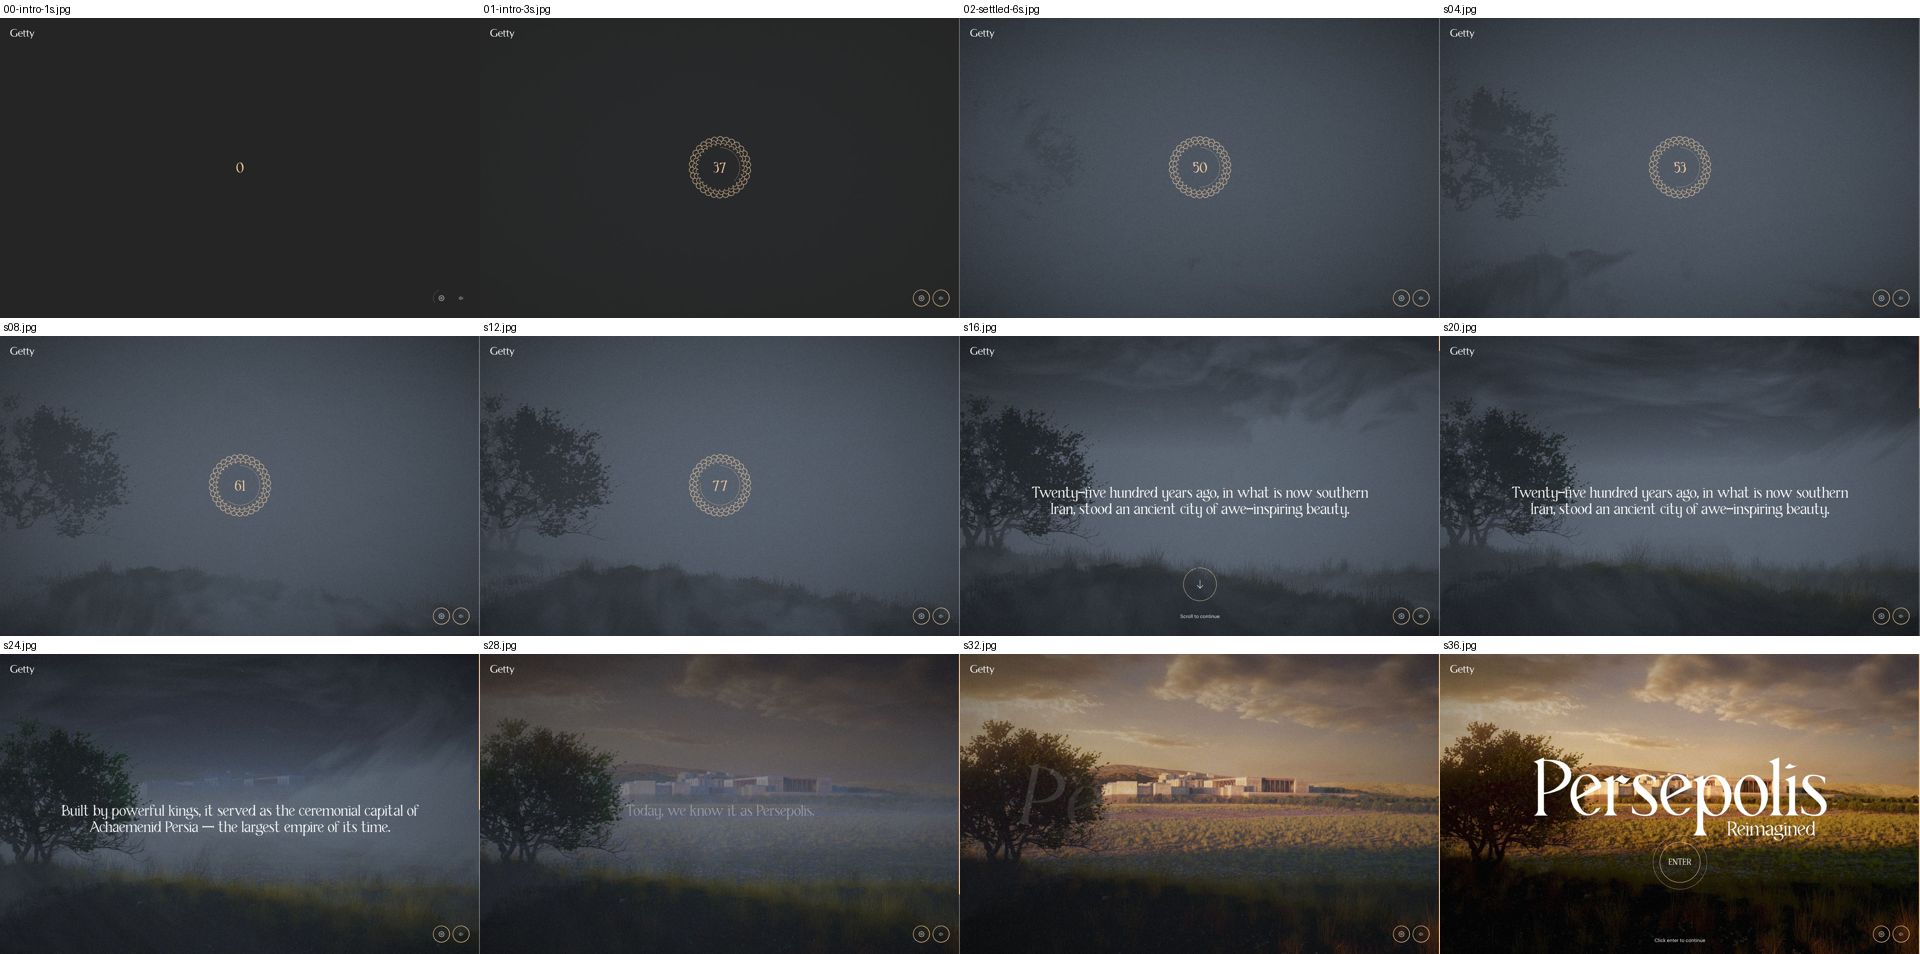 00-intro-1s.jpg
Getty
0
01-intro-3s.jpg
Getty
37
02-settled-6s.jpg
Getty
50
s04.jpg
Getty
53
s08.jpg
Getty
61
s12.jpg
Getty
77
s16.jpg
Getty
Twenty-five hundred years ago, in what is now southern
Iran, stood an ancient city of awe-inspiring beauty.
Scroll to continue
s20.jpg
Getty
Twenty-five hundred years ago, in what is now southern
Iran, stood an ancient city of awe-inspiring beauty.
s24.jpg
Getty
Built by powerful kings, it served as the ceremonial capital of
Achaemenid Persia — the largest empire of its time.
s28.jpg
Getty
Today, we know it as Persepolis.
s32.jpg
Getty
Pe
s36.jpg
Getty
Persepolis
Reimagined
ENTER
Click enter to continue